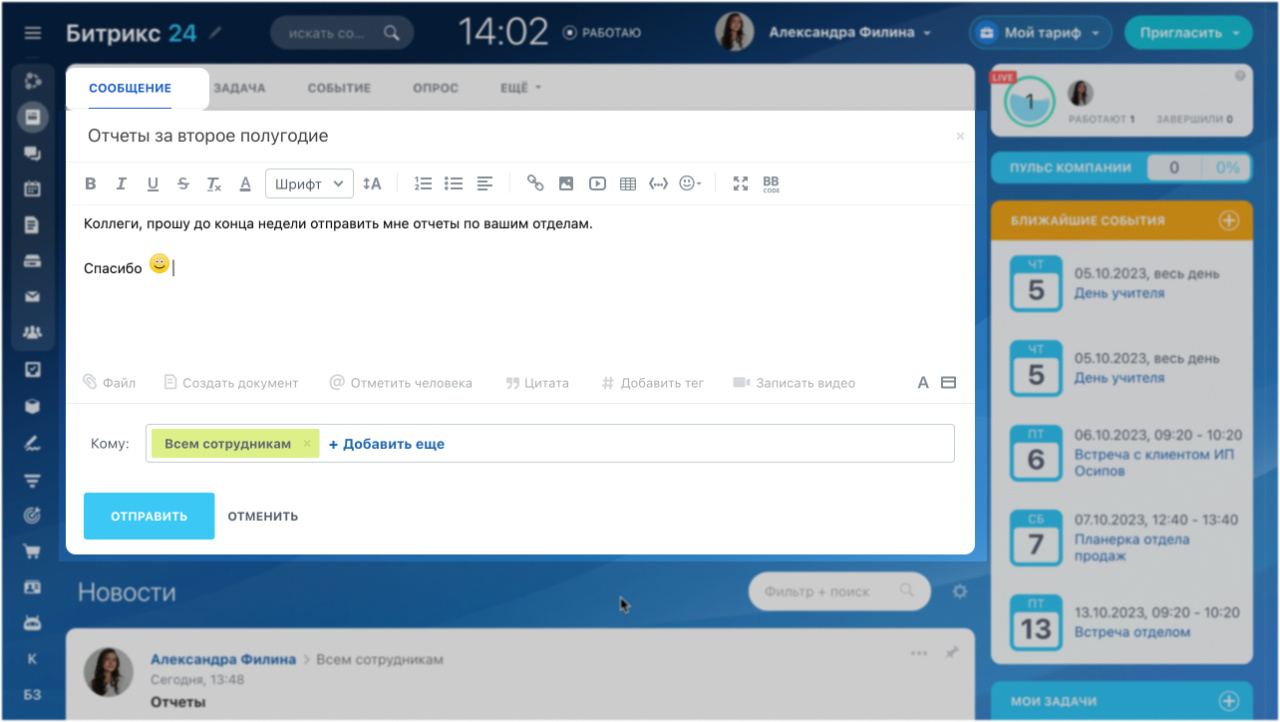 Битрикс 24
искать со...
14:02
РАБОТАЮ
Александра Филина
Мой тариф
Пригласить
СООБЩЕНИЕ
ЗАДАЧА
СОБЫТИЕ
ОПРОС
ЕЩЁ
Отчеты за второе полугодие
B I U S Tx A Шрифт A
BB
CODE
Коллеги, прошу до конца недели отправить мне отчеты по вашим отделам.
Спасибо
Файл
Создать документ
Отметить человека
Цитата
Добавить тег
Записать видео
A
Кому:
Всем сотрудникам
+ Добавить еще
ОТПРАВИТЬ
ОТМЕНИТЬ
Новости
Фильтр + поиск
Александра Филина > Всем сотрудникам
Сегодня, 13:48
Отчеты
К
БЗ
LIVE
1
РАБОТАЮТ 1
ЗАВЕРШИЛИ 0
ПУЛЬС КОМПАНИИ
0
0%
БЛИЖАЙШИЕ СОБЫТИЯ
ЧТ
5
05.10.2023, весь день
День учителя
ЧТ
5
05.10.2023, весь день
День учителя
ПТ
6
06.10.2023, 09:20 - 10:20
Встреча с клиентом ИП
Осипов
СБ
7
07.10.2023, 12:40 - 13:40
Планерка отдела
продаж
ПТ
13
13.10.2023, 09:20 - 10:20
Встреча отделом
МОИ ЗАДАЧИ